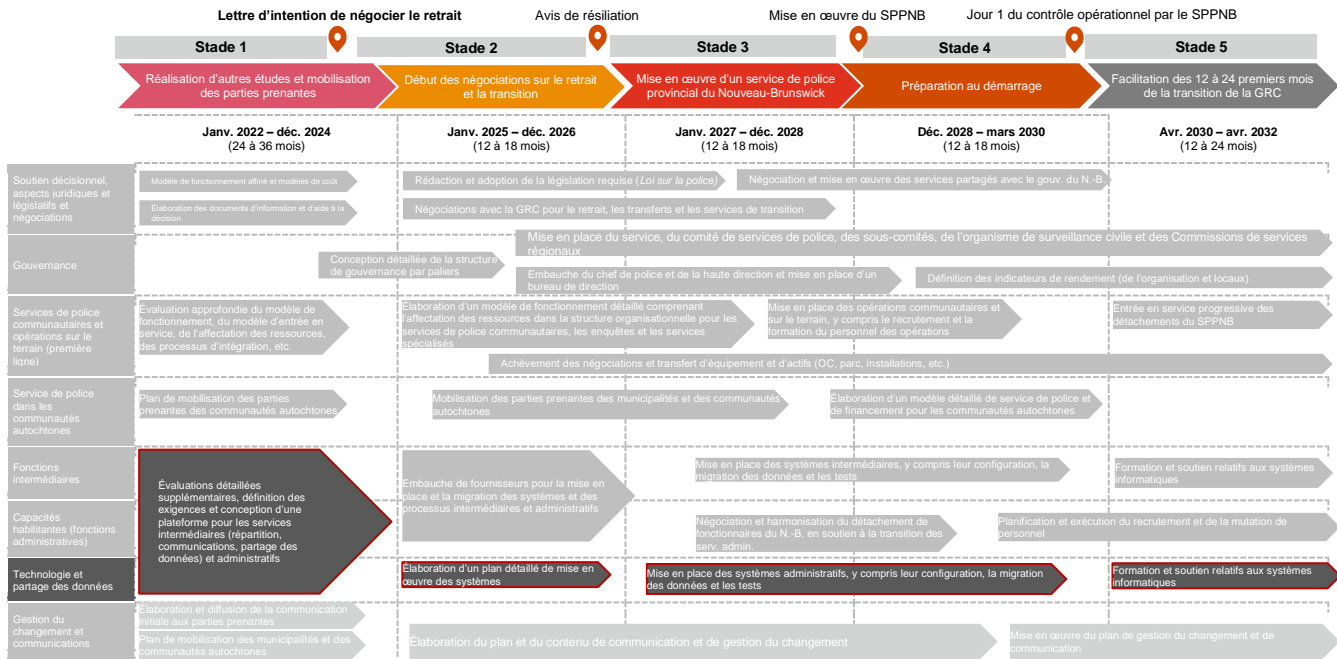 Lettre d'intention de négocier le retrait
Avis de résiliation
Mise en œuvre du SPPNB
Jour 1 du contrôle opérationnel par le SPPNB
Stade 1
Stade 2
Stade 3
Stade 4
Stade 5
Réalisation d'autres études et mobilisation
des parties prenantes
Début des négociations sur le retrait
et la transition
Mise en œuvre d'un service de police
provincial du Nouveau-Brunswick
Préparation au démarrage
Facilitation des 12 à 24 premiers mois
de la transition de la GRC
Janv. 2022 – déc. 2024
(24 à 36 mois)
Janv. 2025 – déc. 2026
(12 à 18 mois)
Janv. 2027 – déc. 2028
(12 à 18 mois)
Déc. 2028 – mars 2030
(12 à 18 mois)
Avr. 2030 – avr. 2032
(12 à 24 mois)
Soutien décisionnel,
aspects juridiques et
législatifs et
négociations
Modèle de fonctionnement affiné et modèles de coût
Élaboration des documents d'information et d'aide à la
décision
Rédaction et adoption de la législation requise (Loi sur la police)
Négociation et mise en œuvre des services partagés avec le gouv. du N.-B.
Négociations avec la GRC pour le retrait, les transferts et les services de transition
Gouvernance
Conception détaillée de la structure
de gouvernance par paliers
Mise en place du service, du comité de services de police, des sous-comités, de l'organisme de surveillance civile et des Commissions de services
régionaux
Embauche du chef de police et de la haute direction et mise en place d'un
bureau de direction
Définition des indicateurs de rendement (de l'organisation et locaux)
Services de police
communautaires et
opérations sur le
terrain (première
ligne)
Évaluation approfondie du modèle de
fonctionnement, du modèle d'entrée en
service, de l'affectation des ressources,
des processus d'intégration, etc.
Élaboration d'un modèle de fonctionnement détaillé comprenant
l'affectation des ressources dans la structure organisationnelle pour les
services de police communautaires, les enquêtes et les services
spécialisés
Mise en place des opérations communautaires et
sur le terrain, y compris le recrutement et la
formation du personnel des opérations
Entrée en service progressive des
détachements du SPPNB
Achèvement des négociations et transfert d'équipement et d'actifs (OC, parc, installations, etc.)
Service de police
dans les
communautés
autochtones
Plan de mobilisation des parties
prenantes des communautés autochtones
Mobilisation des parties prenantes des municipalités et des communautés
autochtones
Élaboration d'un modèle détaillé de service de police et
de financement pour les communautés autochtones
Fonctions
intermédiaires
Évaluations détaillées
supplémentaires, définition des
exigences et conception d'une
plateforme pour les services
intermédiaires (répartition,
communications, partage des
données) et administratifs
Embauche de fournisseurs pour la mise en
place et la migration des systèmes et des
processus intermédiaires et administratifs
Mise en place des systèmes intermédiaires, y compris leur configuration, la
migration des données et les tests
Formation et soutien relatifs aux systèmes
informatiques
Capacités
habilitantes (fonctions
administratives)
Négociation et harmonisation du détachement de
fonctionnaires du N.-B. en soutien à la transition des
serv. admin.
Planification et exécution du recrutement et de la mutation de
personnel
Technologie et
partage des données
Élaboration d'un plan détaillé de mise en
œuvre des systèmes
Mise en place des systèmes administratifs, y compris leur configuration, la migration
des données et les tests
Formation et soutien relatifs aux systèmes
informatiques
Gestion du
changement et
communications
Élaboration et diffusion de la communication
initiale aux parties prenantes
Plan de mobilisation des municipalités et des
communautés autochtones
Élaboration du plan et du contenu de communication et de gestion du changement
Mise en œuvre du plan de gestion du changement et de
communication